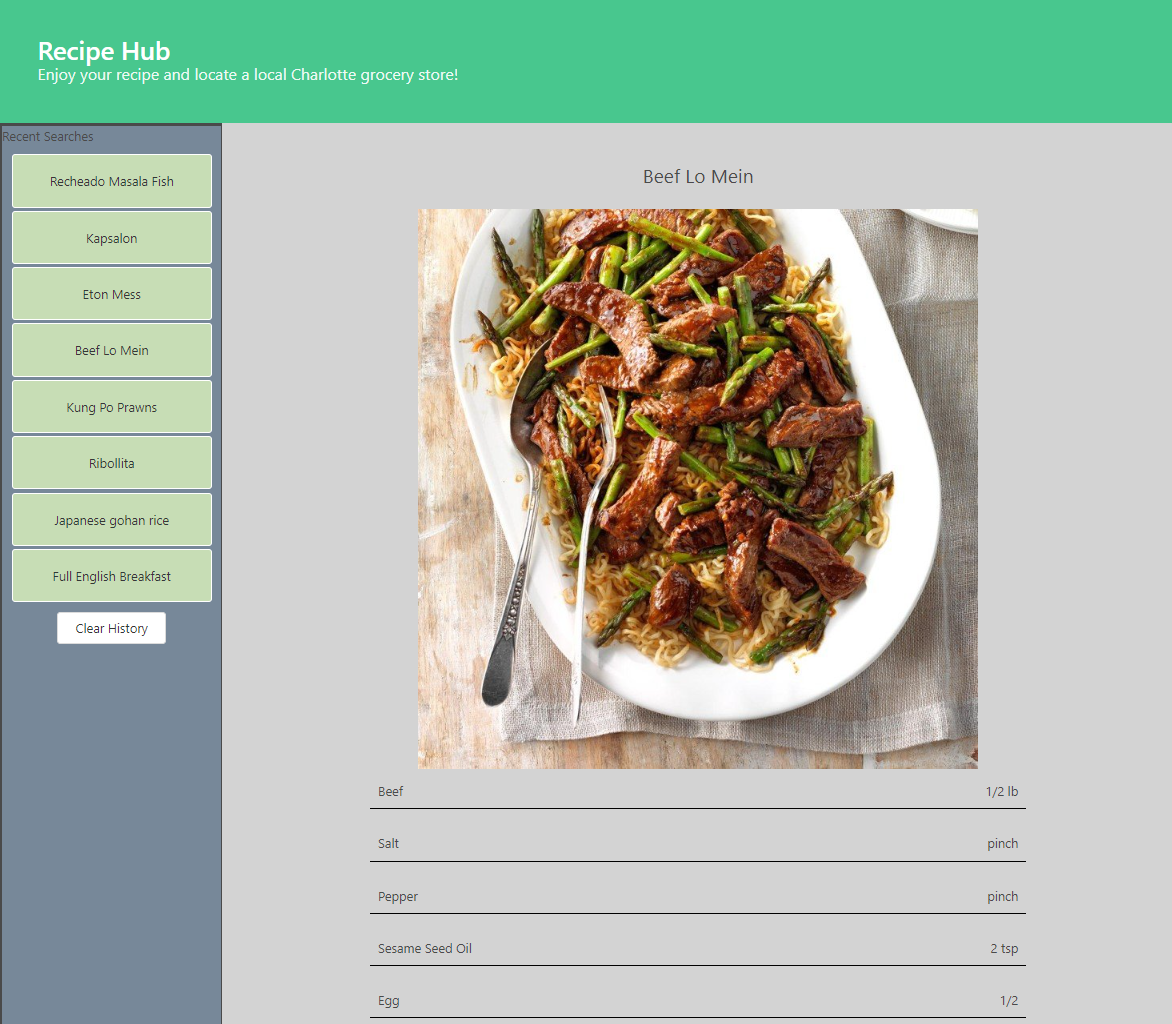 Recipe Hub
Enjoy your recipe and locate a local Charlotte grocery store!
Recent Searches
Recheado Masala Fish
Kapsalon
Eton Mess
Beef Lo Mein
Kung Po Prawns
Ribollita
Japanese gohan rice
Full English Breakfast
Clear History
Beef Lo Mein
Beef 1/2 lb
Salt pinch
Pepper pinch
Sesame Seed Oil 2 tsp
Egg 1/2